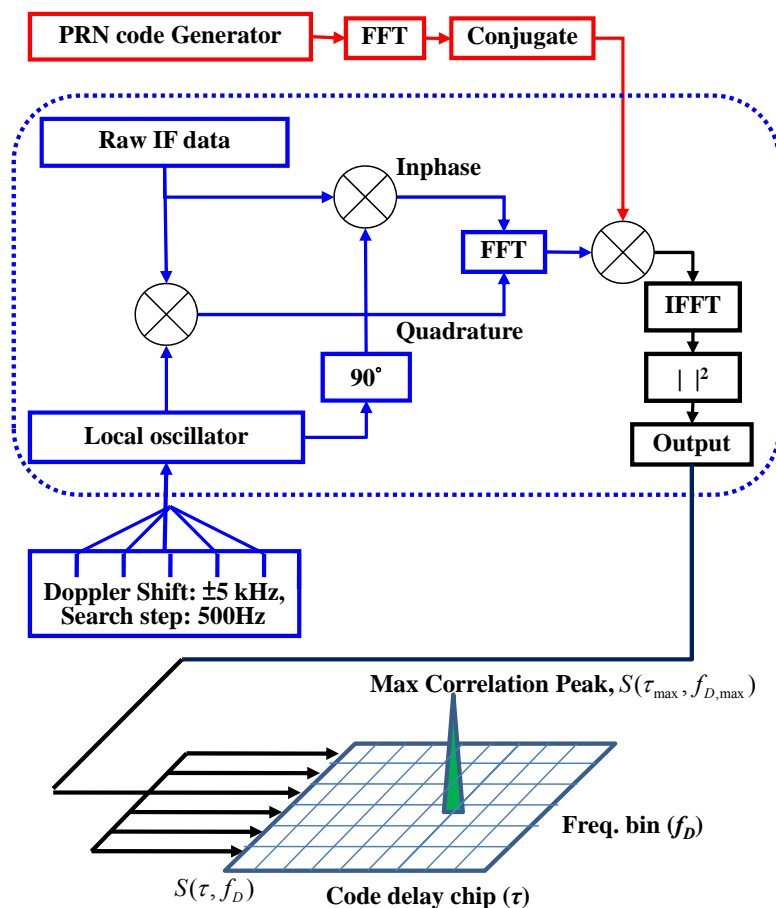 PRN code Generator
FFT
Conjugate
Raw IF data
Inphase
FFT
IFFT
Quadrature
90°
| |²
Local oscillator
Output
Doppler Shift: ±5 kHz,
Search step: 500Hz
Max Correlation Peak, S(τmax, fD,max)
Freq. bin (fD)
S(τ, fD)
Code delay chip (τ)